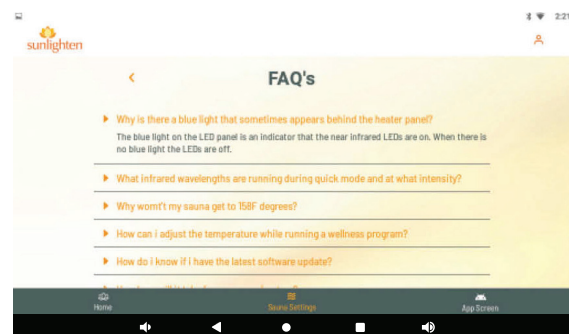 2:21
sunlighten
FAQ's
Why is there a blue light that sometimes appears behind the heater panel?
The blue light on the LED panel is an indicator that the near infrared LEDs are on. When there is
no blue light the LEDs are off.
What infrared wavelengths are running during quick mode and at what intensity?
Why womt't my sauna get to 158F degrees?
How can i adjust the temperature while running a wellness program?
How do i know if i have the latest software update?
Home
Sauna Settings
App Screen